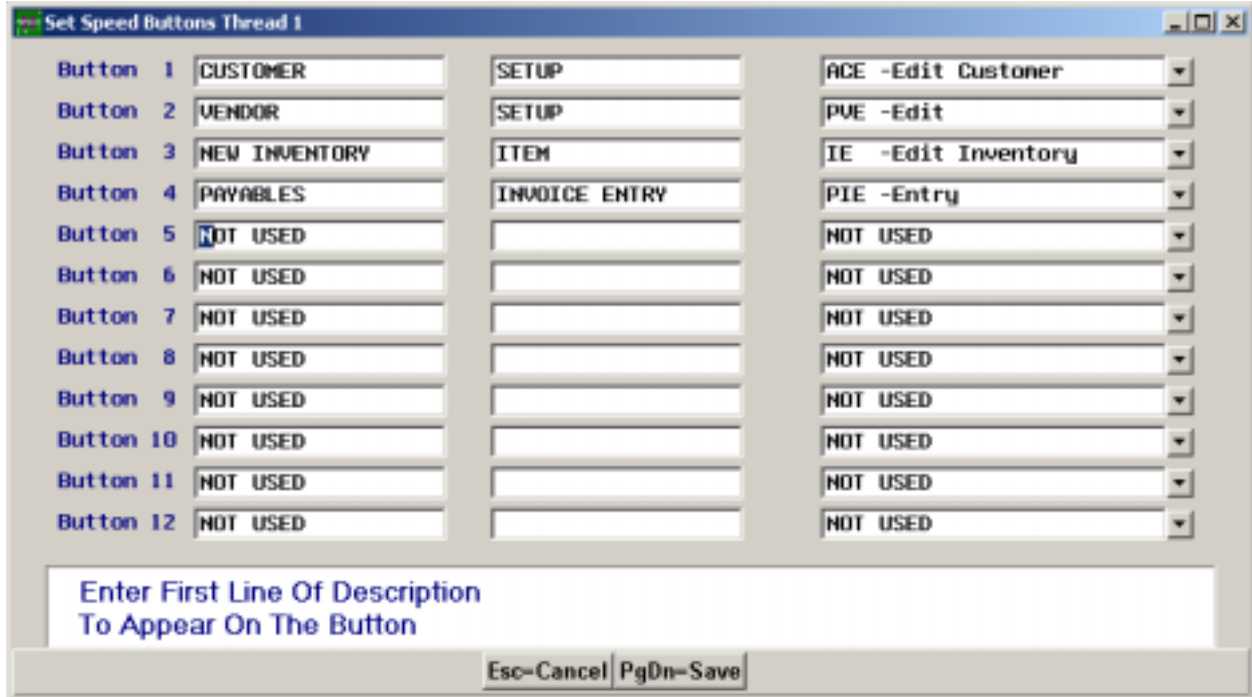 Set Speed Buttons Thread 1
Button 1 CUSTOMER SETUP ACE -Edit Customer
Button 2 VENDOR SETUP PVE -Edit
Button 3 NEW INVENTORY ITEM IE -Edit Inventory
Button 4 PAYABLES INVOICE ENTRY PIE -Entry
Button 5 NOT USED NOT USED
Button 6 NOT USED NOT USED
Button 7 NOT USED NOT USED
Button 8 NOT USED NOT USED
Button 9 NOT USED NOT USED
Button 10 NOT USED NOT USED
Button 11 NOT USED NOT USED
Button 12 NOT USED NOT USED
Enter First Line Of Description
To Appear On The Button
Esc=Cancel PgDn=Save